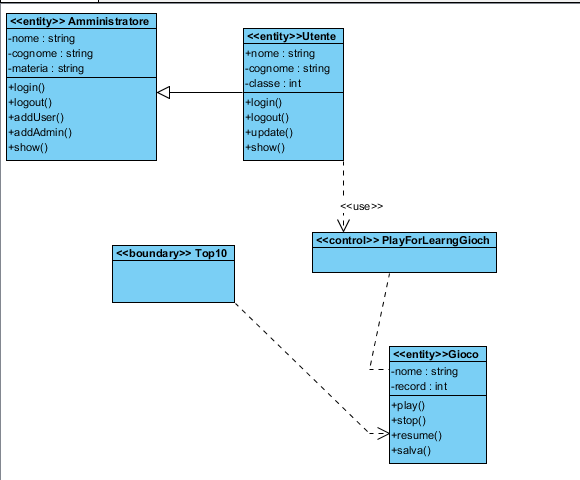 <<entity>> Amministratore
-nome : string
-cognome : string
-materia : string
+login()
+logout()
+addUser()
+addAdmin()
+show()
<<entity>>Utente
+nome : string
-cognome : string
-classe : int
+login()
+logout()
+update()
+show()
<<use>>
<<control>> PlayForLearngGioch
<<boundary>> Top10
<<entity>>Gioco
-nome : string
-record : int
+play()
+stop()
+resume()
+salva()